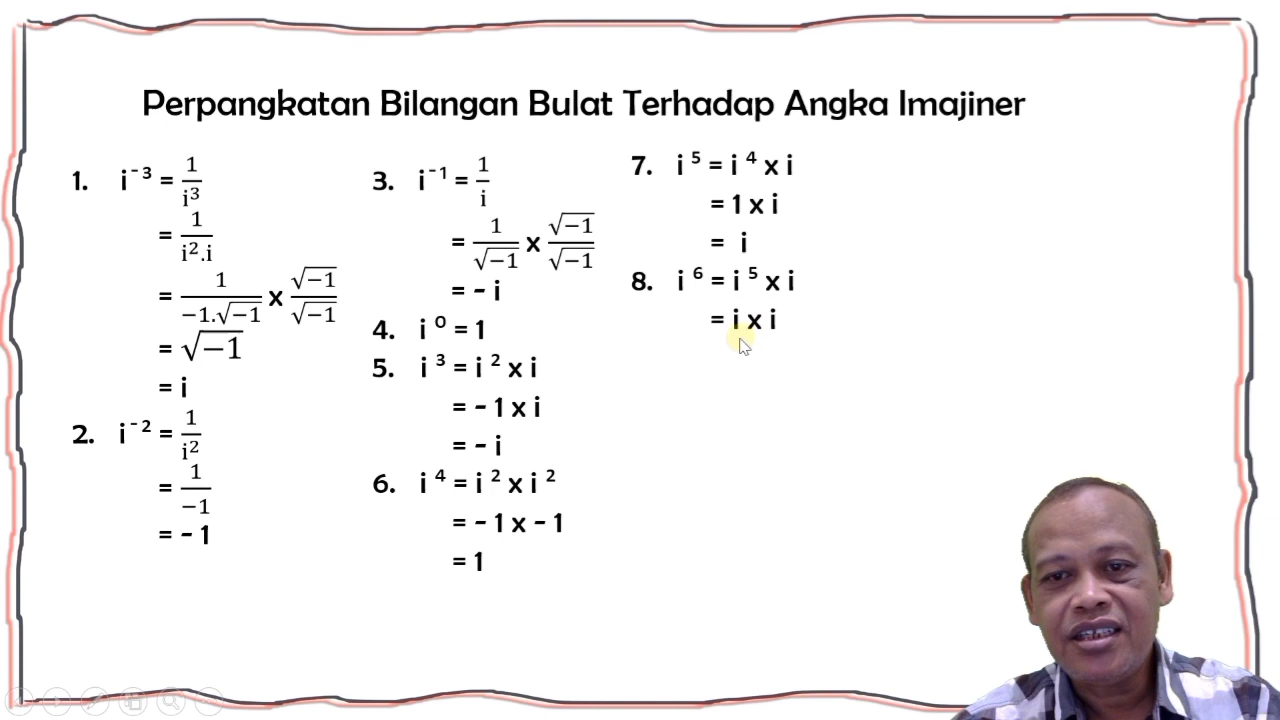 Perpangkatan Bilangan Bulat Terhadap Angka Imajiner
1. i⁻³ = 1/i³
= 1/i².i
= 1/-1.√-1 x √-1/√-1
= √-1
= i
2. i⁻² = 1/i²
= 1/-1
= - 1
3. i⁻¹ = 1/i
= 1/√-1 x √-1/√-1
= - i
4. i⁰ = 1
5. i³ = i² x i
= - 1 x i
= - i
6. i⁴ = i² x i²
= - 1 x - 1
= 1
7. i⁵ = i⁴ x i
= 1 x i
= i
8. i⁶ = i⁵ x i
= i x i